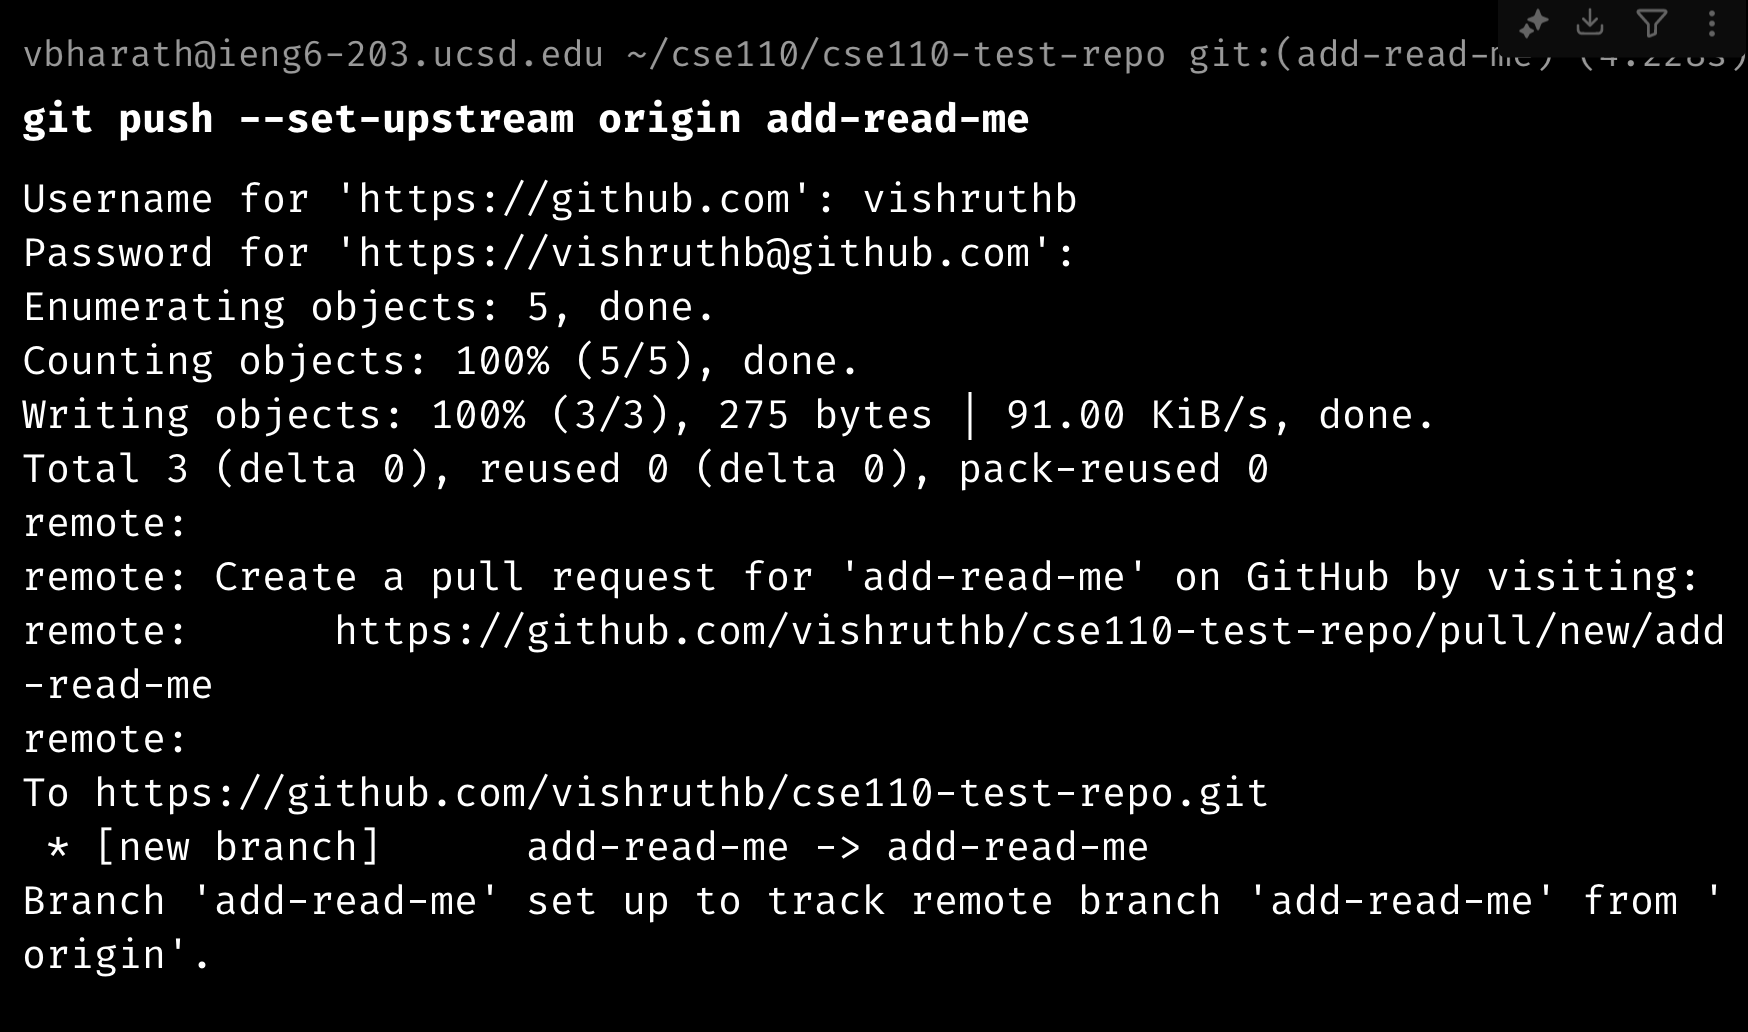 vbharath@ieng6-203.ucsd.edu ~/cse110/cse110-test-repo git:(add-read-me) (4.228s)
git push --set-upstream origin add-read-me
Username for 'https://github.com': vishruthb
Password for 'https://vishruthb@github.com':
Enumerating objects: 5, done.
Counting objects: 100% (5/5), done.
Writing objects: 100% (3/3), 275 bytes | 91.00 KiB/s, done.
Total 3 (delta 0), reused 0 (delta 0), pack-reused 0
remote:
remote: Create a pull request for 'add-read-me' on GitHub by visiting:
remote:      https://github.com/vishruthb/cse110-test-repo/pull/new/add
-read-me
remote:
To https://github.com/vishruthb/cse110-test-repo.git
 * [new branch]      add-read-me -> add-read-me
Branch 'add-read-me' set up to track remote branch 'add-read-me' from '
origin'.